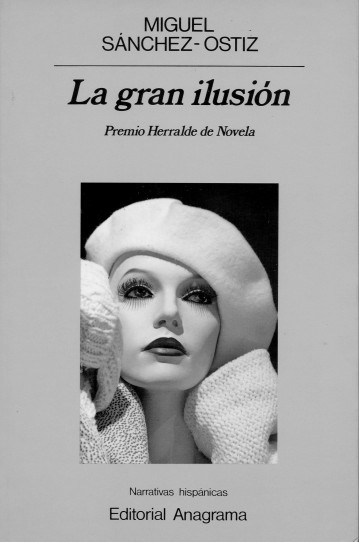 MIGUEL
SÁNCHEZ-OSTIZ
La gran ilusión
Premio Herralde de Novela
Narrativas hispánicas
Editorial Anagrama